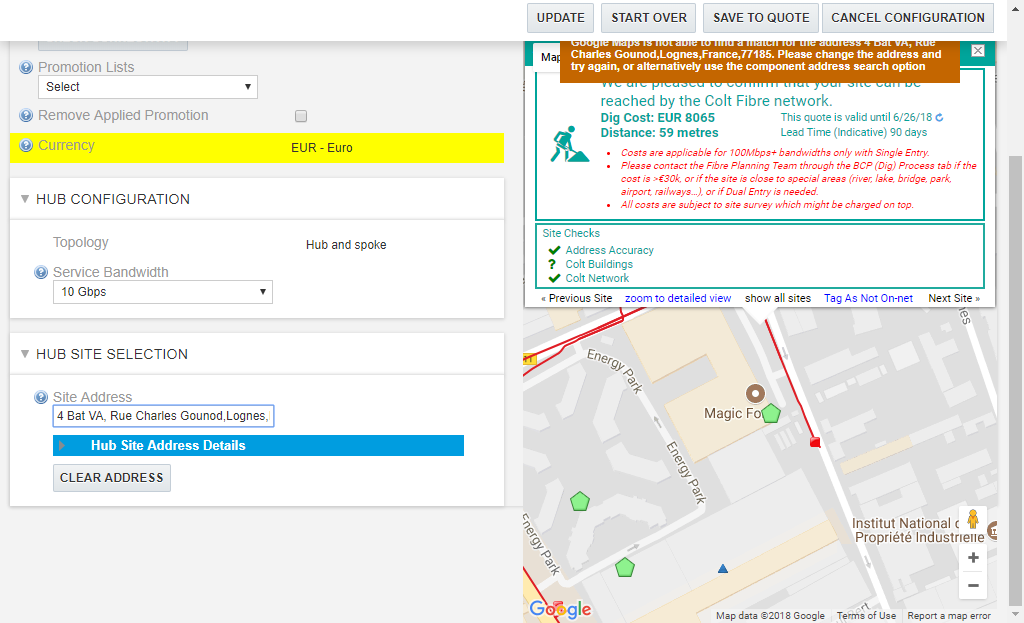 UPDATE
START OVER
SAVE TO QUOTE
CANCEL CONFIGURATION
Promotion Lists
Select
Remove Applied Promotion
Currency
EUR - Euro
HUB CONFIGURATION
Topology
Hub and spoke
Service Bandwidth
10 Gbps
HUB SITE SELECTION
Site Address
4 Bat VA, Rue Charles Gounod,Lognes,
Hub Site Address Details
CLEAR ADDRESS
Map
Google Maps is not able to find a match for the address 4 Bat VA, Rue
Charles Gounod,Lognes,France,77185. Please change the address and
try again, or alternatively use the component address search option
We are pleased to confirm that your site can be
reached by the Colt Fibre network.
Dig Cost: EUR 8065
This quote is valid until 6/26/18
Distance: 59 metres
Lead Time (Indicative) 90 days
Costs are applicable for 100Mbps+ bandwidths only with Single Entry.
Please contact the Fibre Planning Team through the BCP (Dig) Process tab if the
cost is >€30k, or if the site is close to special areas (river, lake, bridge, park,
airport, railways...), or if Dual Entry is needed.
All costs are subject to site survey which might be charged on top.
Site Checks
Address Accuracy
? Colt Buildings
Colt Network
« Previous Site
zoom to detailed view
show all sites
Tag As Not On-net
Next Site »
Energy Park
Magic Fo
Energy Park
Energy Park
Institut National d
Propriété Industrielle
+
−
Google
Map data ©2018 Google
Terms of Use
Report a map error